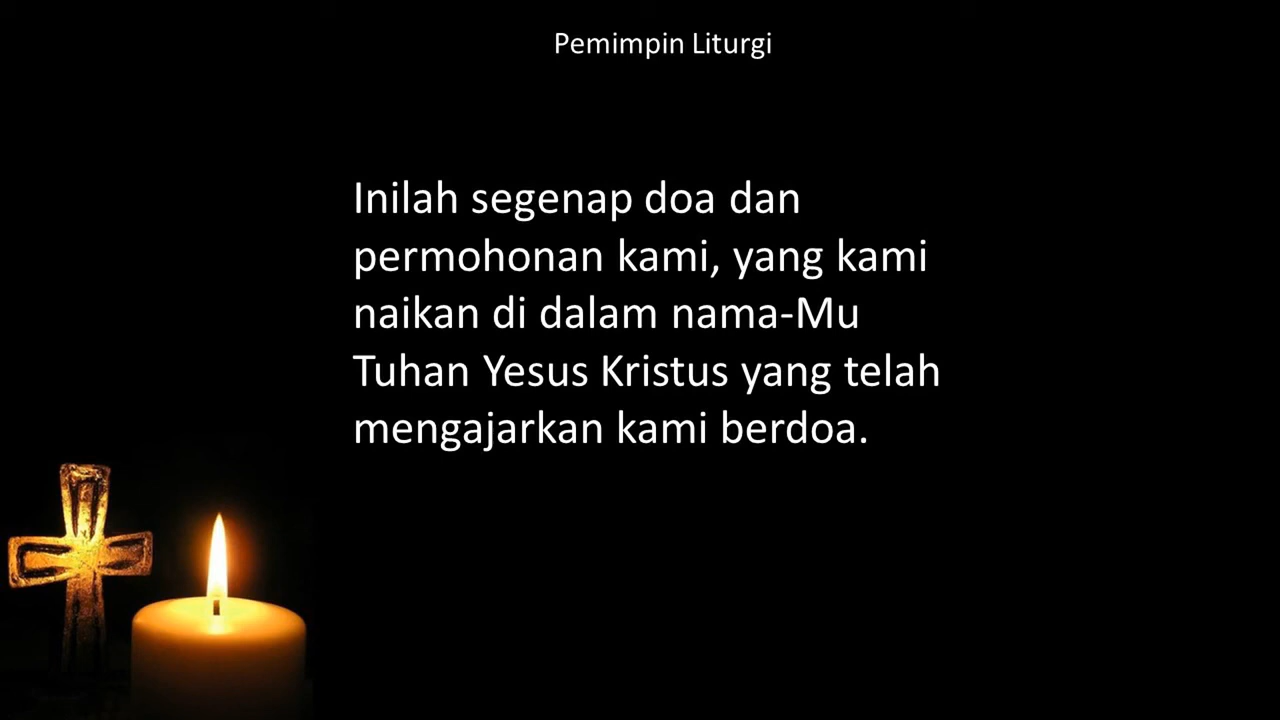 Pemimpin Liturgi
Inilah segenap doa dan
permohonan kami, yang kami
naikan di dalam nama-Mu
Tuhan Yesus Kristus yang telah
mengajarkan kami berdoa.